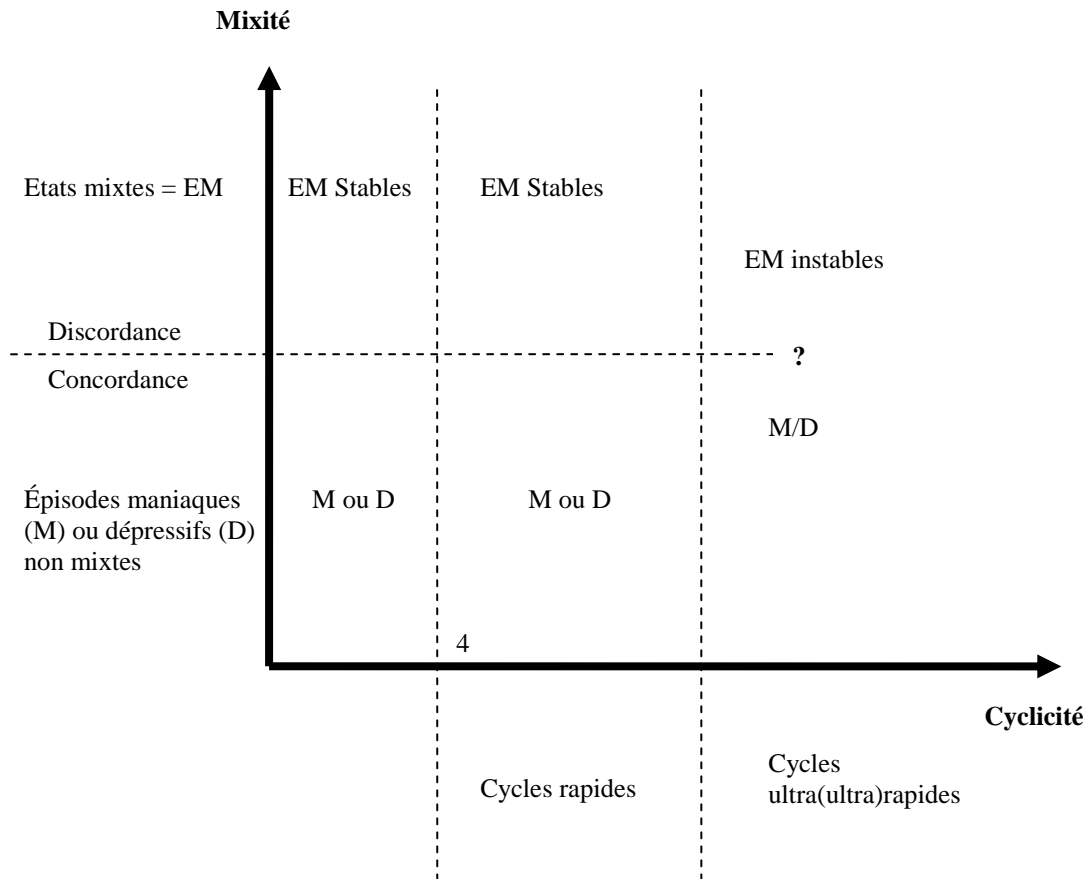 Mixité
Etats mixtes = EM
EM Stables
EM Stables
EM instables
Discordance
?
Concordance
M/D
Épisodes maniaques
(M) ou dépressifs (D)
non mixtes
M ou D
M ou D
4
Cyclicité
Cycles rapides
Cycles
ultra(ultra)rapides